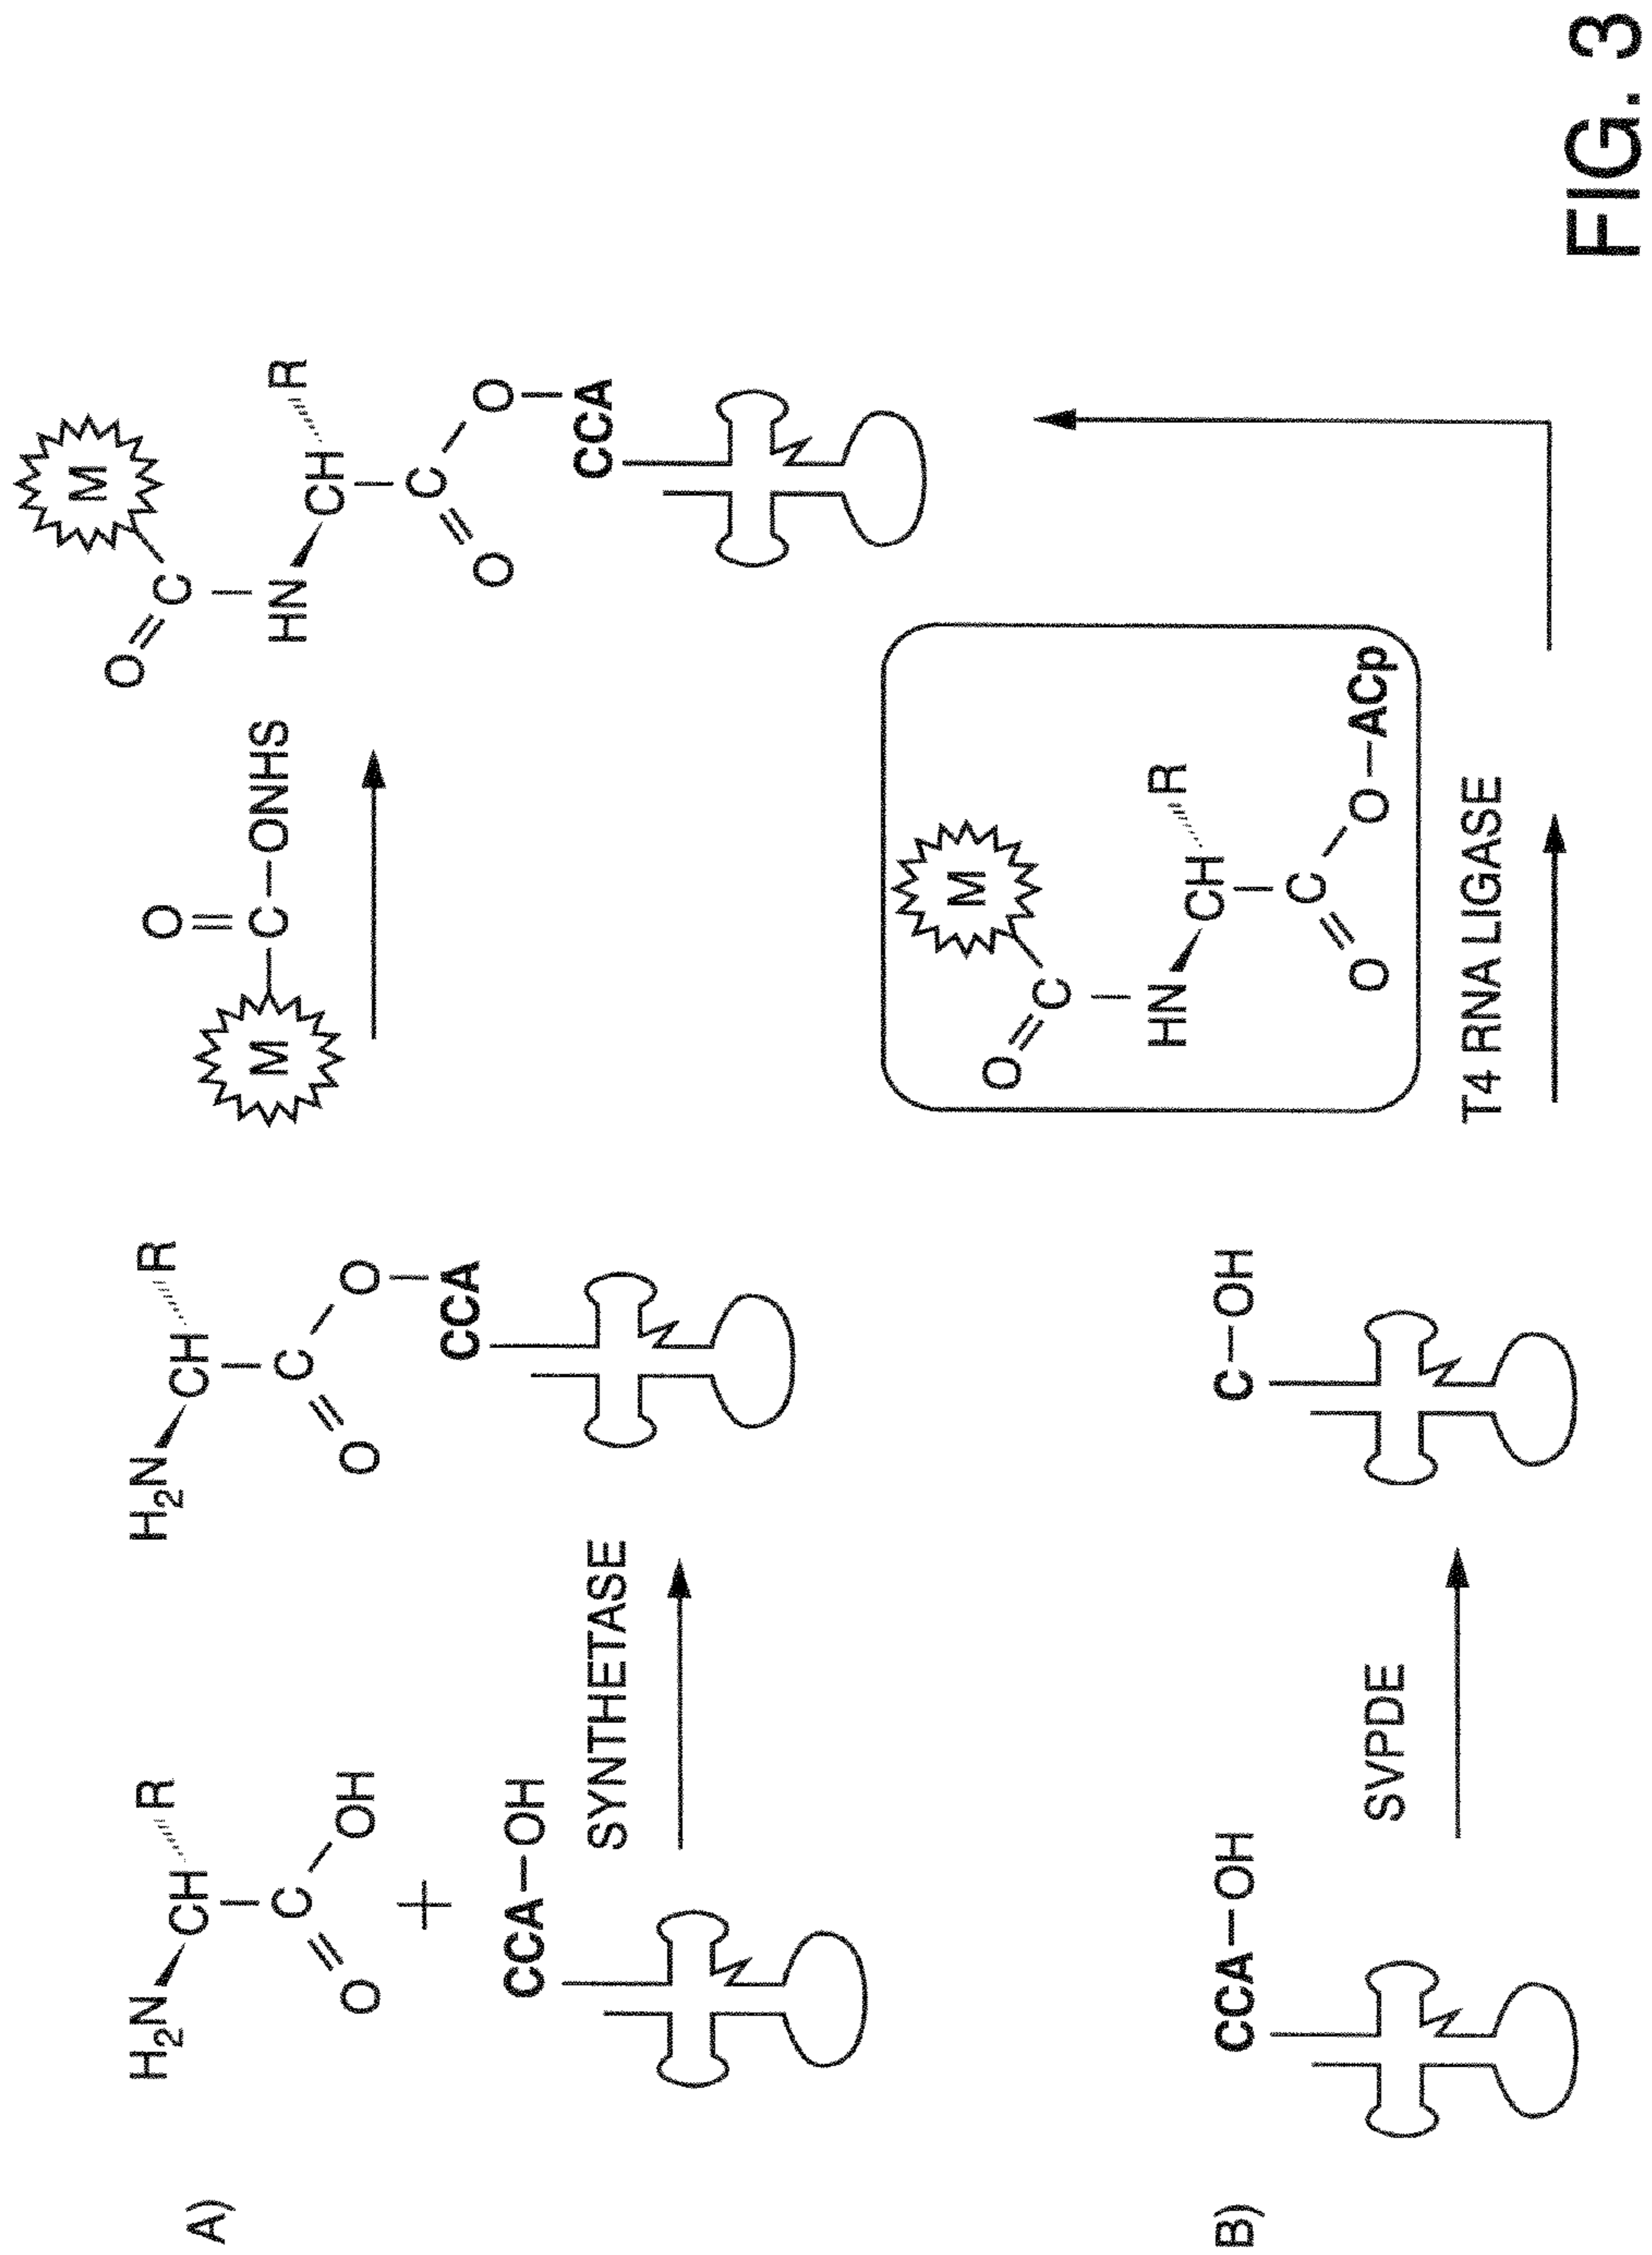 A)
H2N
CH
R
C
O
OH
+
CCA-OH
SYNTHETASE
H2N
CH
R
C
O
O
CCA
M
O
C-ONHS
M
O
C
HN
CH
R
C
O
O
CCA
B)
CCA-OH
SVPDE
C-OH
M
O
C
HN
CH
R
C
O
O-ACp
T4 RNA LIGASE
FIG. 3